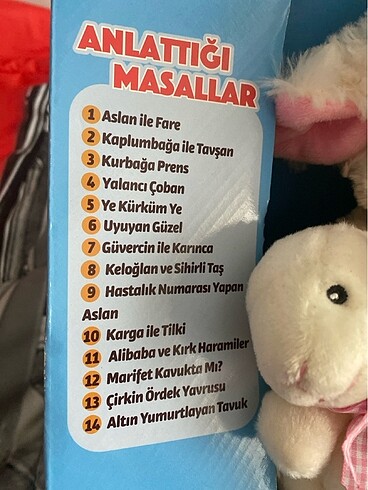 ANLATTIĞI
MASALLAR
1 Aslan ile Fare
2 Kaplumbağa ile Tavşan
3 Kurbağa Prens
4 Yalancı Çoban
5 Ye Kürküm Ye
6 Uyuyan Güzel
7 Güvercin ile Karınca
8 Keloğlan ve Sihirli Taş
9 Hastalık Numarası Yapan
Aslan
10 Karga ile Tilki
11 Alibaba ve Kırk Haramiler
12 Marifet Kavukta Mı?
13 Çirkin Ördek Yavrusu
14 Altın Yumurtlayan Tavuk